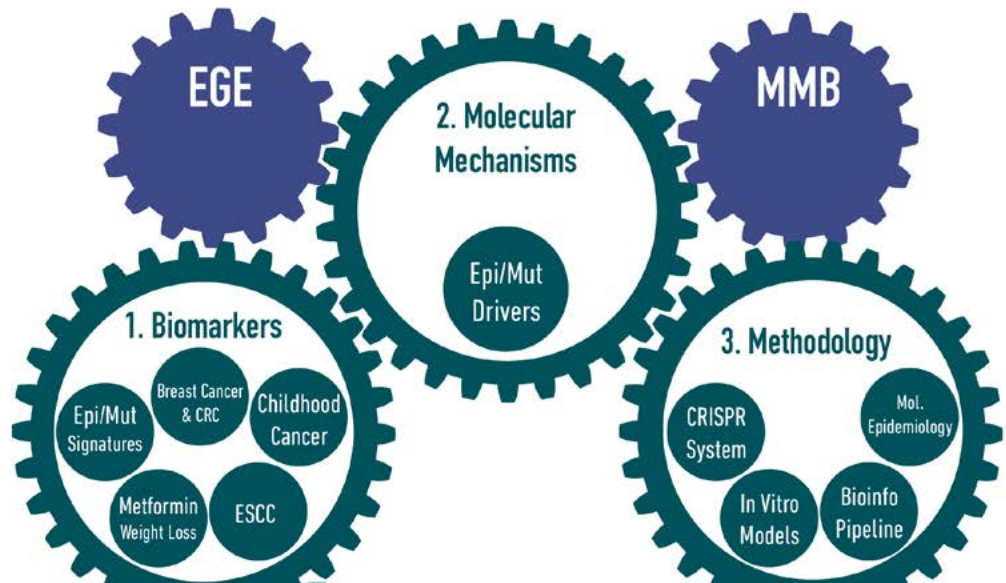 EGE
MMB
2. Molecular
Mechanisms
Epi/Mut
Drivers
1. Biomarkers
Epi/Mut
Signatures
Breast Cancer
& CRC
Childhood
Cancer
Metformin
Weight Loss
ESCC
3. Methodology
CRISPR
System
Mol.
Epidemiology
In Vitro
Models
Bioinfo
Pipeline